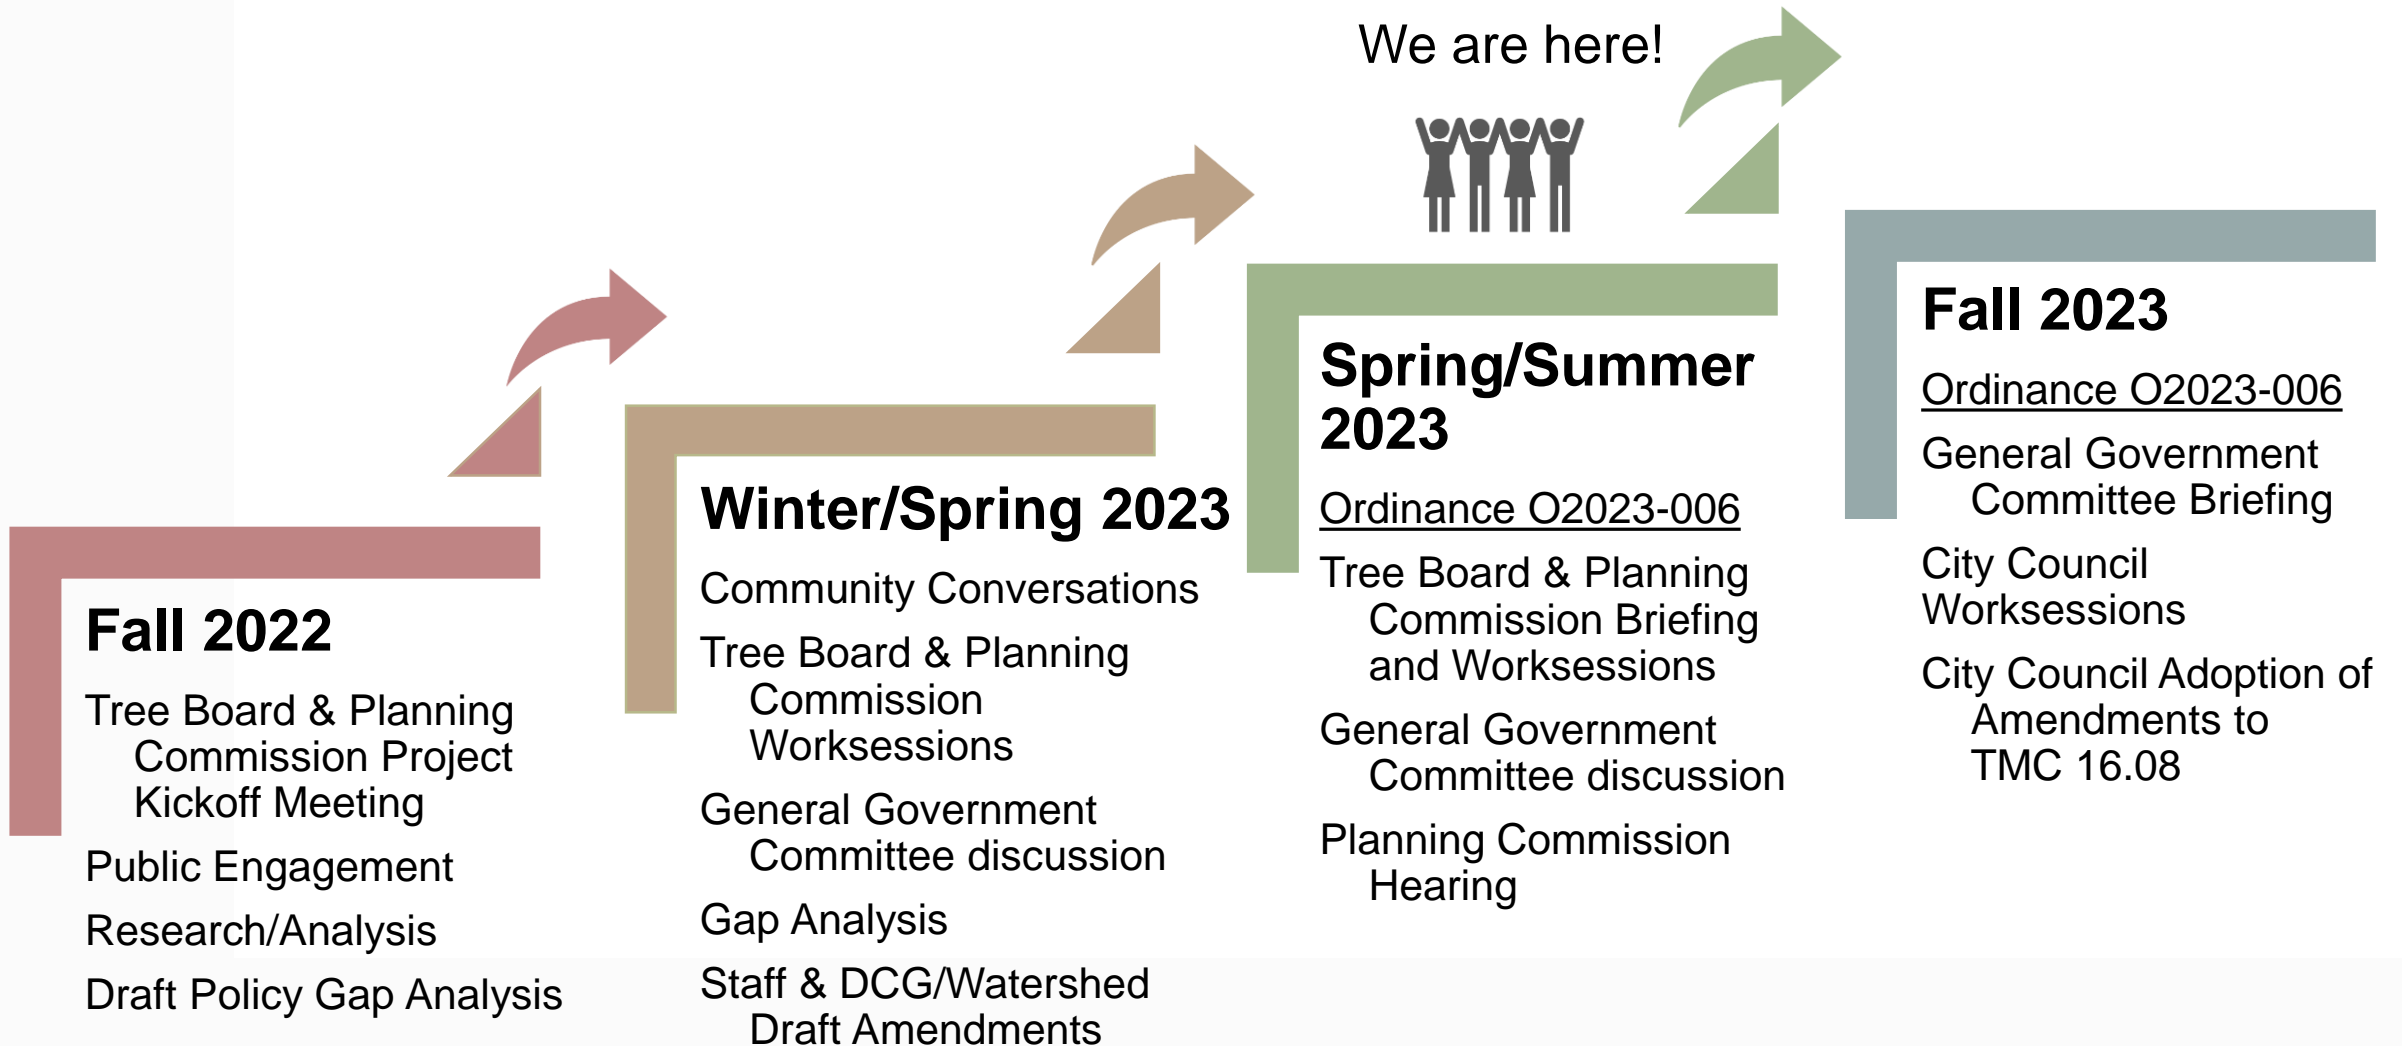 We are here!
Fall 2022
Tree Board & Planning
Commission Project
Kickoff Meeting
Public Engagement
Research/Analysis
Draft Policy Gap Analysis
Winter/Spring 2023
Community Conversations
Tree Board & Planning
Commission
Worksessions
General Government
Committee discussion
Gap Analysis
Staff & DCG/Watershed
Draft Amendments
Spring/Summer
2023
Ordinance O2023-006
Tree Board & Planning
Commission Briefing
and Worksessions
General Government
Committee discussion
Planning Commission
Hearing
Fall 2023
Ordinance O2023-006
General Government
Committee Briefing
City Council
Worksessions
City Council Adoption of
Amendments to
TMC 16.08